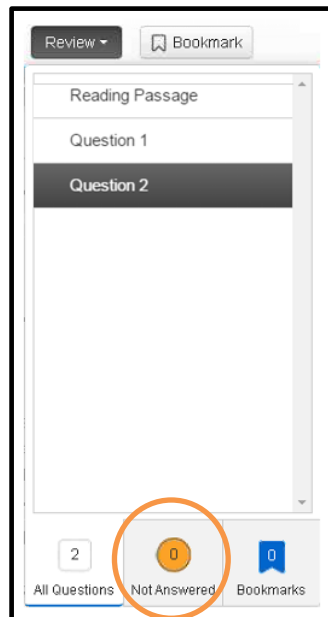 Review Bookmark
Reading Passage
Question 1
Question 2
2 0 0
All Questions Not Answered Bookmarks